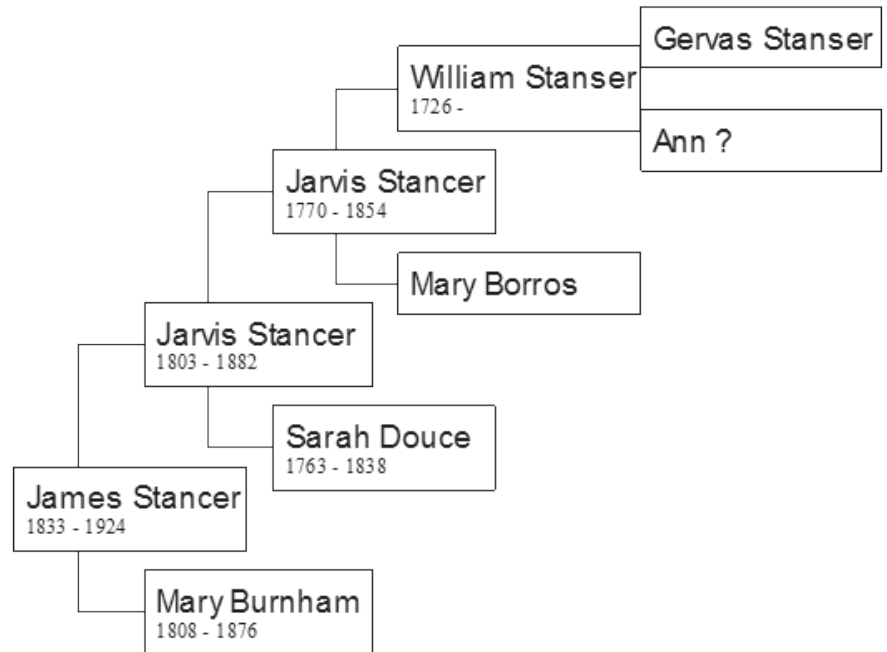 Gervas Stanser
William Stanser
1726 -
Ann ?
Jarvis Stancer
1770 - 1854
Mary Borros
Jarvis Stancer
1803 - 1882
Sarah Douce
1763 - 1838
James Stancer
1833 - 1924
Mary Burnham
1808 - 1876